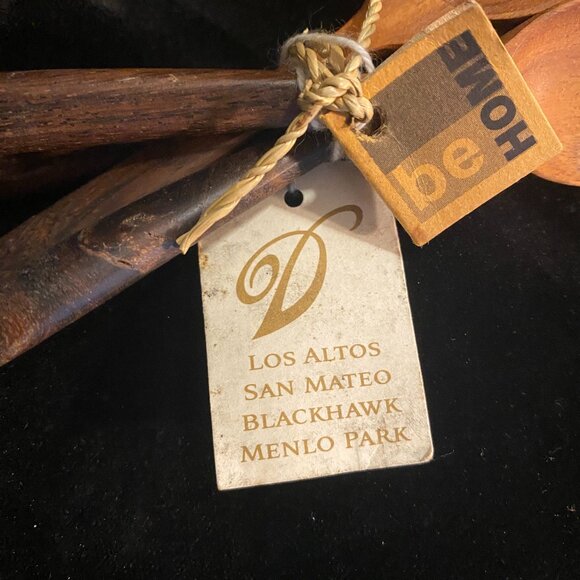 be HOME
D
LOS ALTOS
SAN MATEO
BLACKHAWK
MENLO PARK